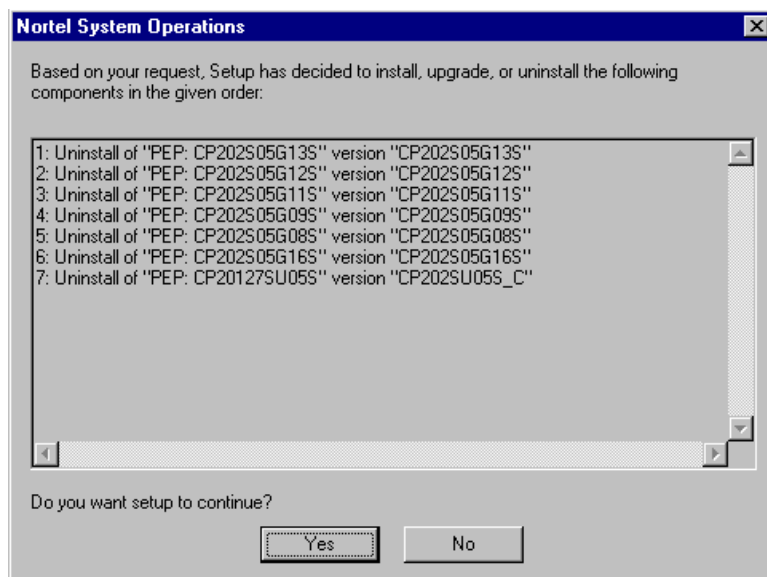 Nortel System Operations
Based on your request, Setup has decided to install, upgrade, or uninstall the following
components in the given order:
1: Uninstall of "PEP: CP202S05G13S" version "CP202S05G13S"
2: Uninstall of "PEP: CP202S05G12S" version "CP202S05G12S"
3: Uninstall of "PEP: CP202S05G11S" version "CP202S05G11S"
4: Uninstall of "PEP: CP202S05G09S" version "CP202S05G09S"
5: Uninstall of "PEP: CP202S05G08S" version "CP202S05G08S"
6: Uninstall of "PEP: CP202S05G16S" version "CP202S05G16S"
7: Uninstall of "PEP: CP20127SU05S" version "CP202SU05S_C"
Do you want setup to continue?
Yes No